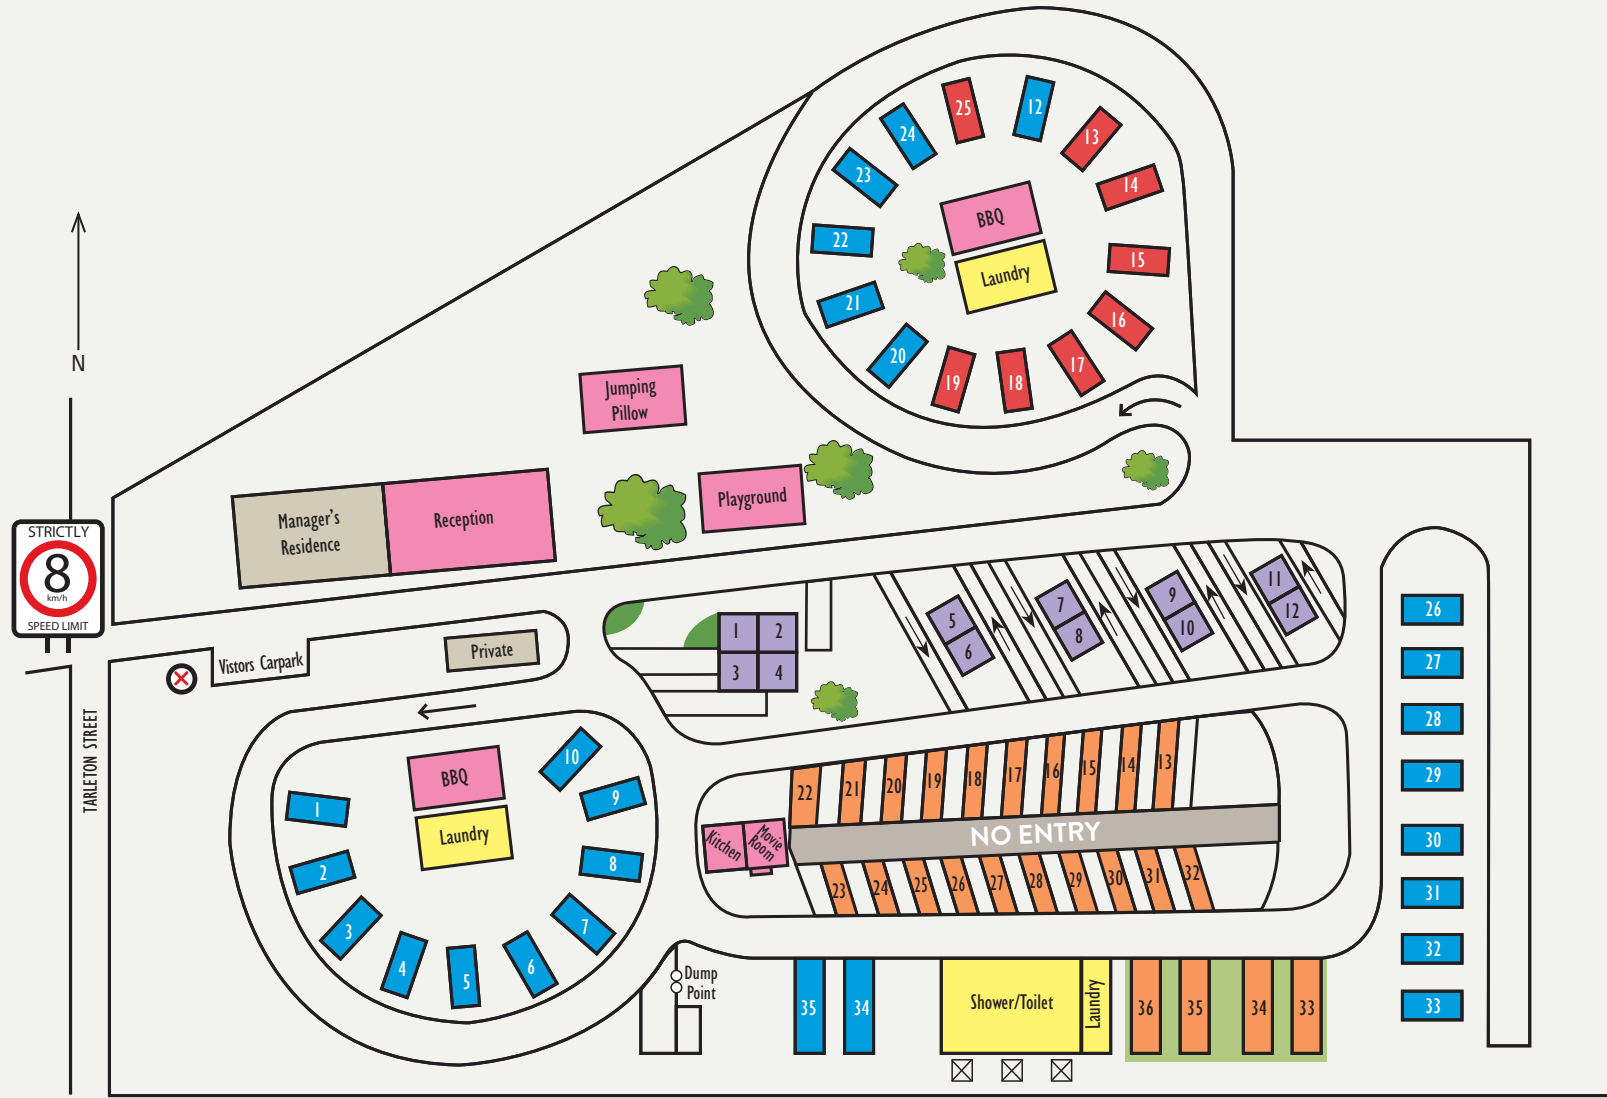 25
12
24
13
23
14
BBQ
22
15
Laundry
21
16
20
19
18
17
N
Jumping
Pillow
Manager's
Residence
Reception
Playground
STRICTLY
8
km/h
SPEED LIMIT
Vistors Carpark
Private
TARLETON STREET
1
2
3
4
5
6
7
8
9
10
11
12
26
27
28
29
30
31
32
33
BBQ
Laundry
10
9
8
7
6
5
4
3
2
1
22
21
20
19
18
17
16
15
14
13
Kitchen
Movie
Room
NO ENTRY
23
24
25
26
27
28
29
30
31
32
Dump
Point
35
34
Shower/Toilet
Laundry
36
35
34
33